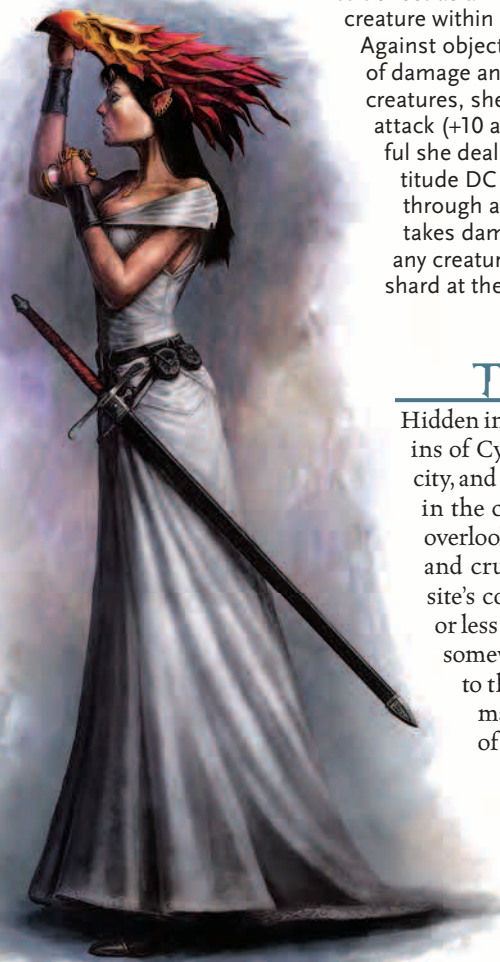 creature within
Against object
of damage an
creatures, she
attack (+10 a
ful she deal
titude DC
through a
takes dam
any creatur
shard at the
T
Hidden in
ins of Cy
city, and
in the c
overloo
and cru
site's co
or less
somew
to th
ma
of